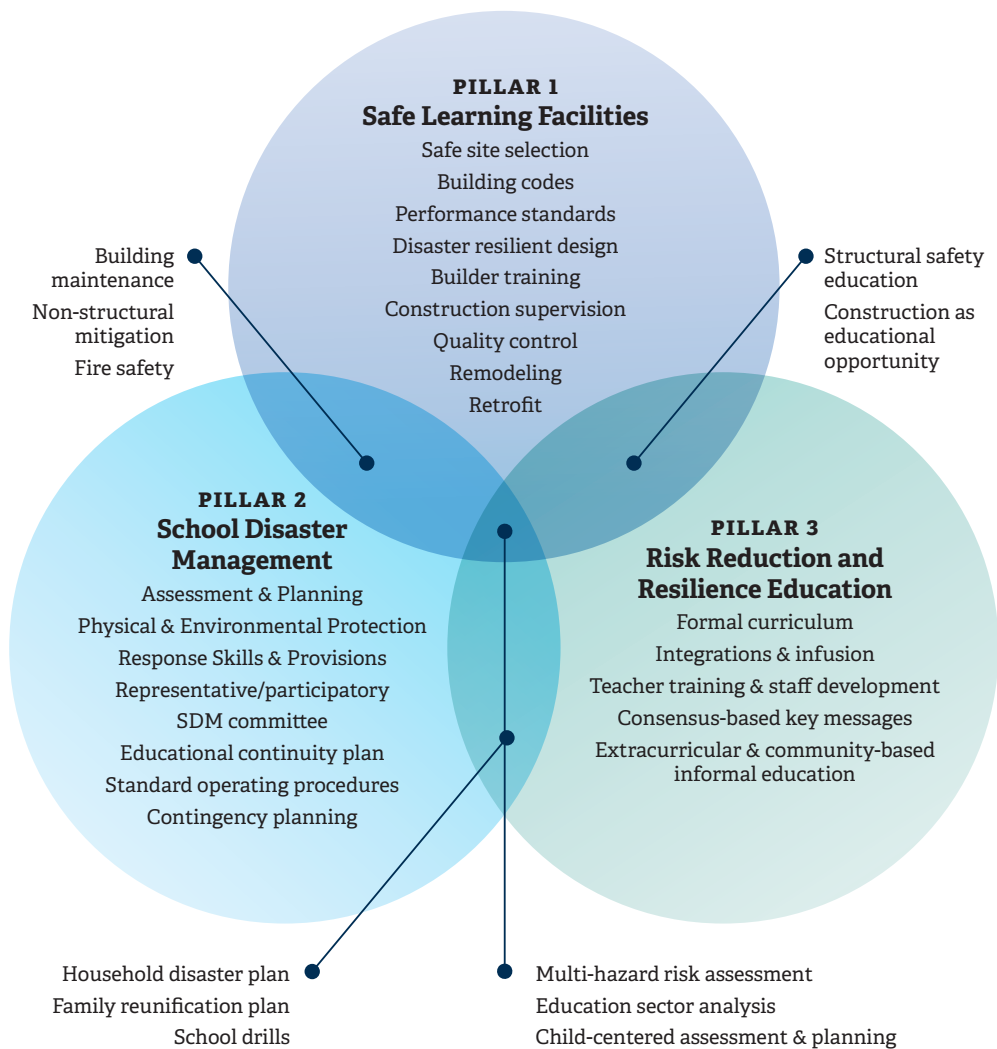 PILLAR 1
Safe Learning Facilities
Safe site selection
Building codes
Performance standards
Disaster resilient design
Builder training
Construction supervision
Quality control
Remodeling
Retrofit
Building
maintenance
Non-structural
mitigation
Fire safety
Structural safety
education
Construction as
educational
opportunity
PILLAR 2
School Disaster
Management
Assessment & Planning
Physical & Environmental Protection
Response Skills & Provisions
Representative/participatory
SDM committee
Educational continuity plan
Standard operating procedures
Contingency planning
PILLAR 3
Risk Reduction and
Resilience Education
Formal curriculum
Integrations & infusion
Teacher training & staff development
Consensus-based key messages
Extracurricular & community-based
informal education
Household disaster plan
Family reunification plan
School drills
Multi-hazard risk assessment
Education sector analysis
Child-centered assessment & planning